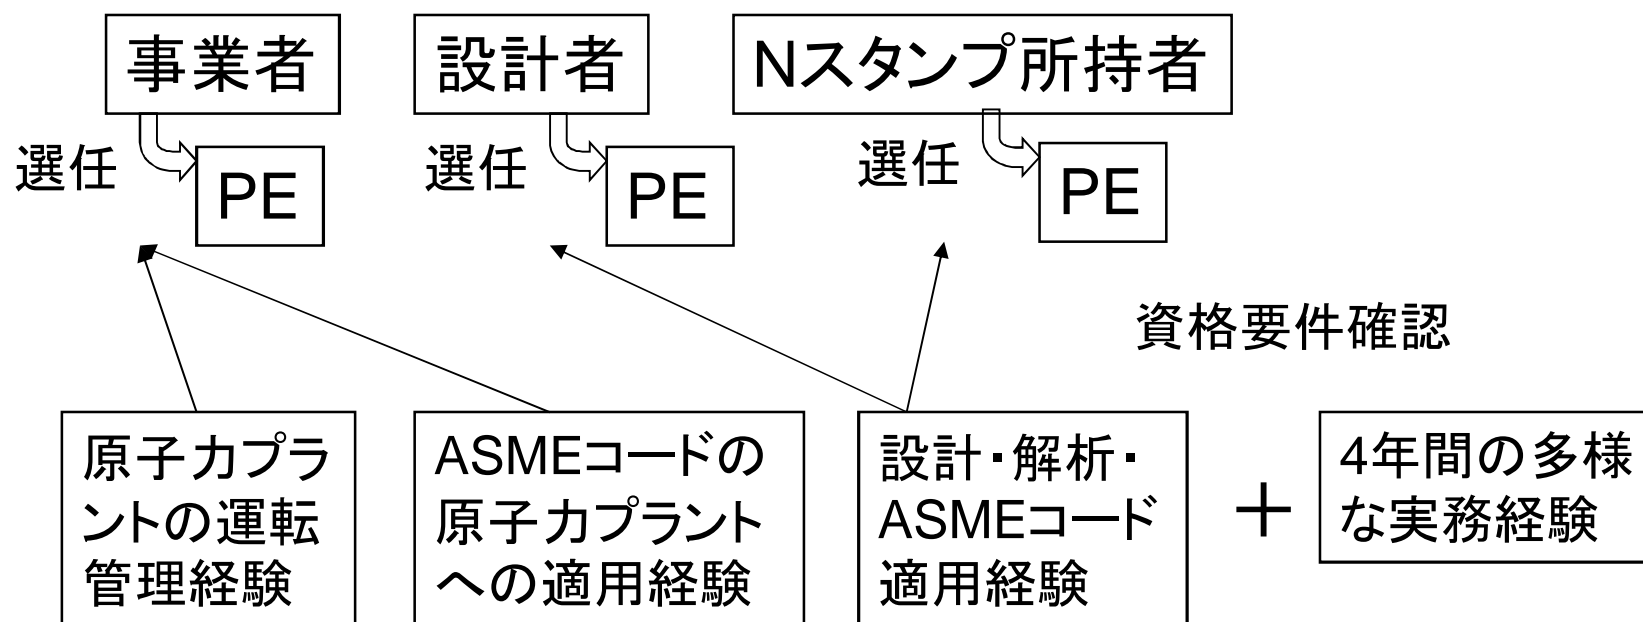 事業者
設計者
Nスタンプ所持者
選任
PE
選任
PE
選任
PE
資格要件確認
原子力プラ
ントの運転
管理経験
ASMEコードの
原子力プラント
への適用経験
設計・解析・
ASMEコード
適用経験
＋
4年間の多様
な実務経験